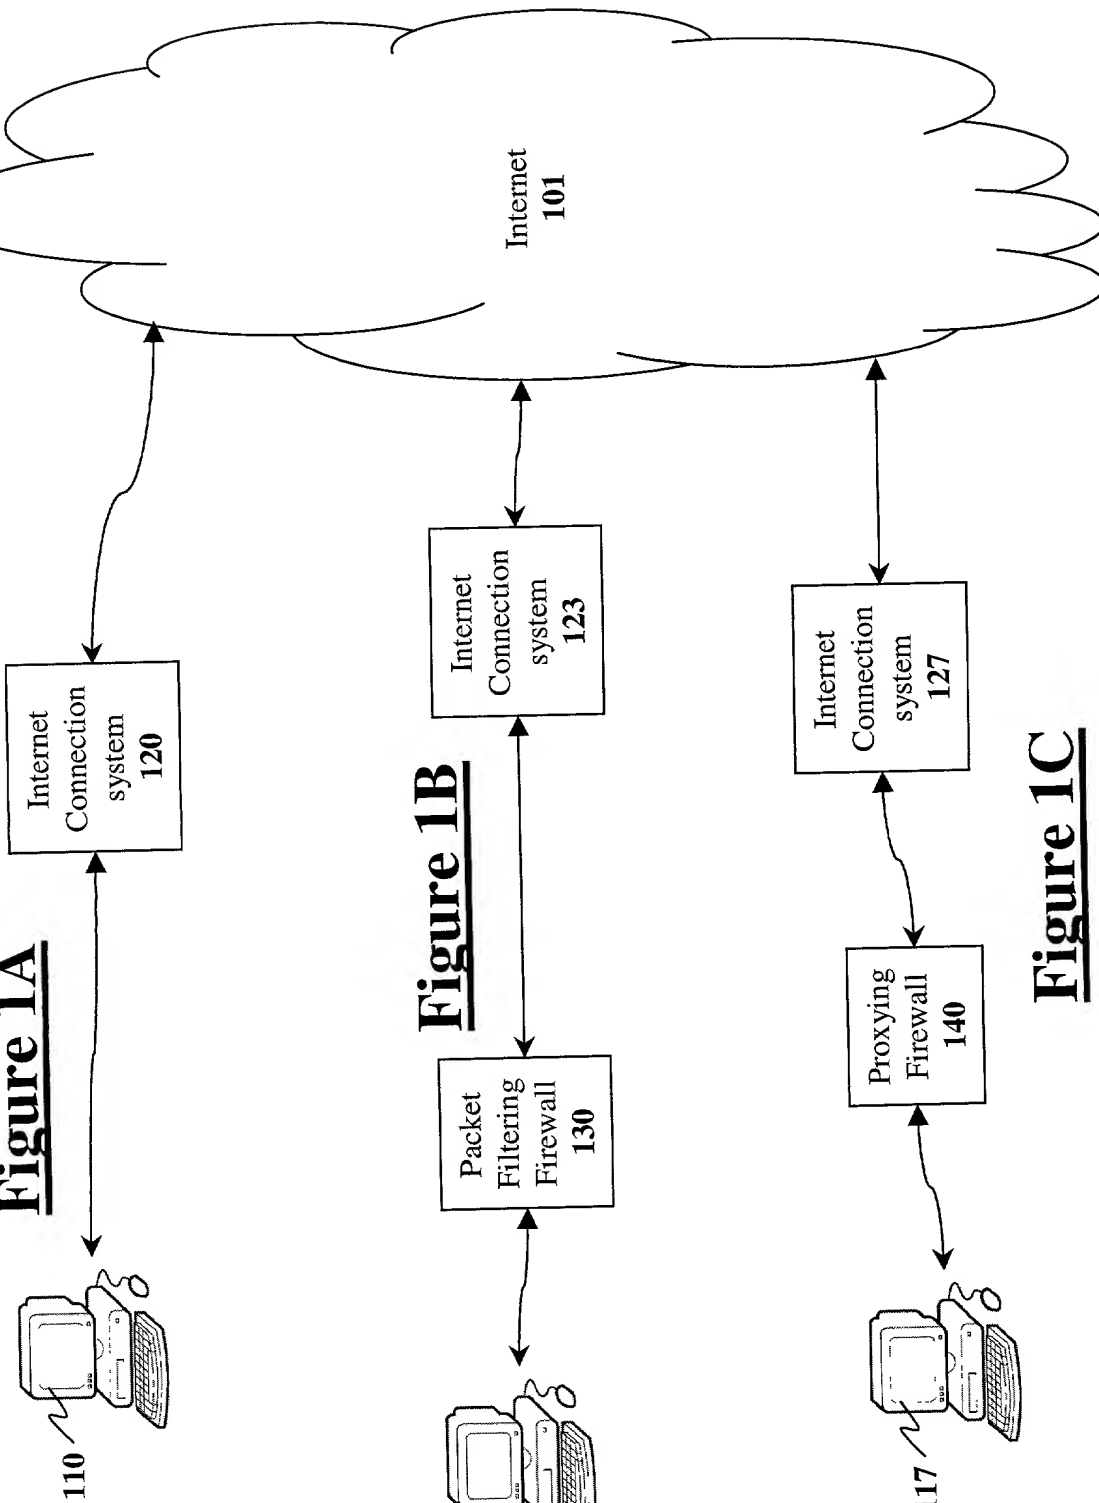 Internet
101
Internet
Connection
system
120
Figure 1A
110
Internet
Connection
system
123
Figure 1B
Packet
Filtering
Firewall
130
Internet
Connection
system
127
Figure 1C
Proxying
Firewall
140
117